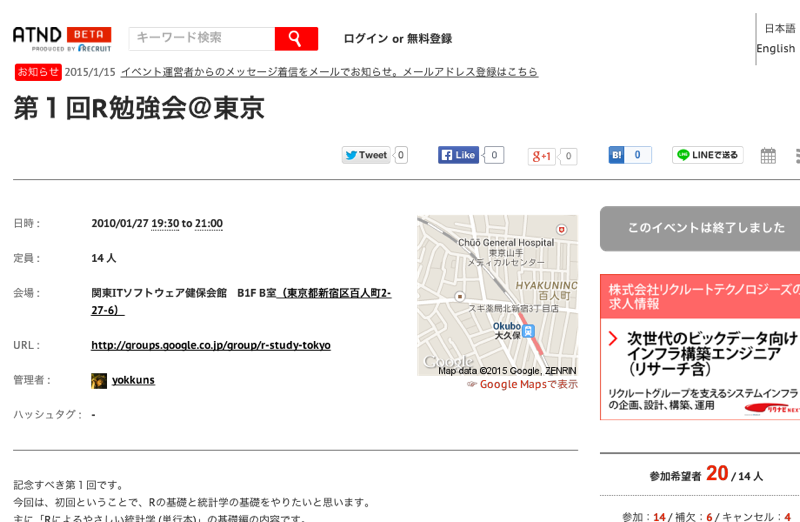 ATND BETA
PRODUCED BY RECRUIT
キーワード検索
ログイン or 無料登録
日本語
English
お知らせ 2015/1/15 イベント運営者からのメッセージ着信をメールでお知らせ。メールアドレス登録はこちら
第１回R勉強会＠東京
Tweet 0
Like 0
g+1 0
B! 0
LINEで送る
日時 : 2010/01/27 19:30 to 21:00
定員 : 14 人
会場 : 関東ITソフトウェア健保会館　B1F B室（東京都新宿区百人町2-
27-6）
URL : http://groups.google.co.jp/group/r-study-tokyo
管理者 : yokkuns
ハッシュタグ : -
Chūō General Hospital
東京山手
メディカルセンター
HYAKUNINC
百人町
スギ薬局北新宿3丁目店
Okubo
大久保
Google
Map data ©2015 Google, ZENRIN
☞ Google Mapsで表示
このイベントは終了しました
株式会社リクルートテクノロジーズの
求人情報
次世代のビックデータ向け
インフラ構築エンジニア
（リサーチ含）
リクルートグループを支えるシステムインフラ
の企画、設計、構築、運用
リクナビNEXT
参加希望者 20 / 14 人
参加：14 / 補欠：6 / キャンセル：4
記念すべき第１回です。
今回は、初回ということで、Rの基礎と統計学の基礎をやりたいと思います。
主に「Rによるやさしい統計学 (単行本)」の基礎編の内容です。